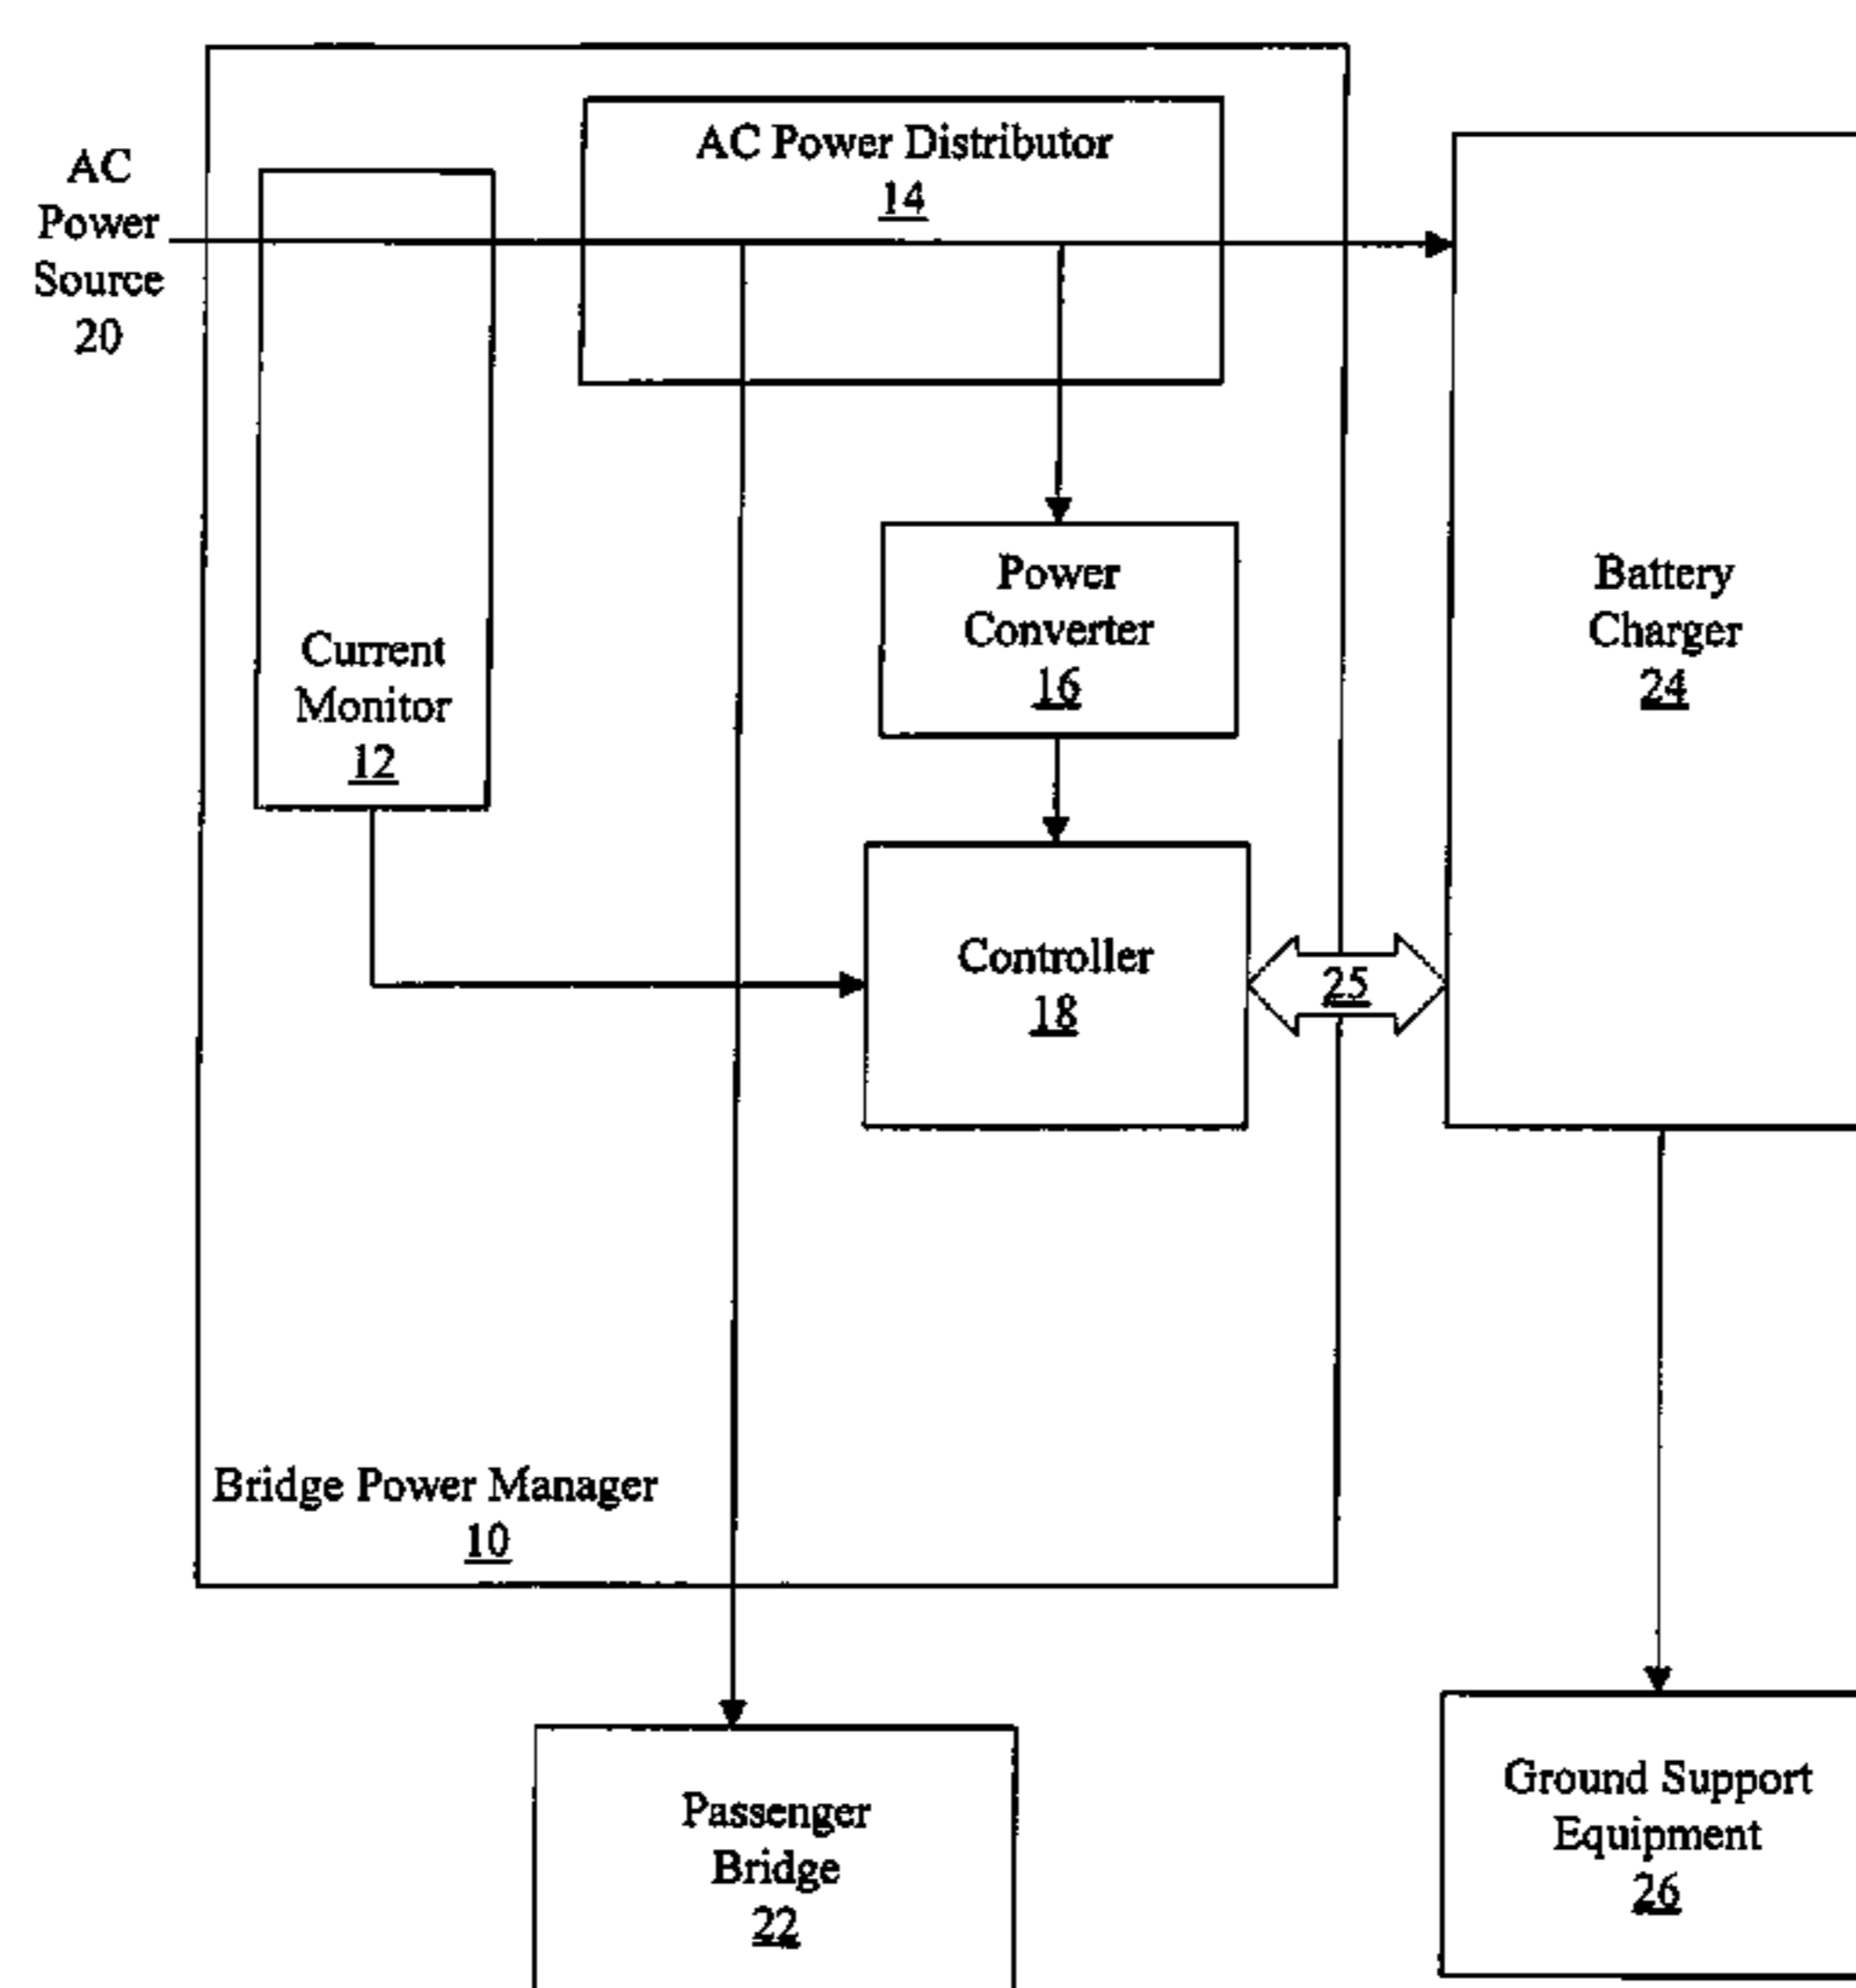 AC Power Distributor
14
AC
Power
Source
20
Power
Converter
16
Battery
Charger
24
Current
Monitor
12
Controller
18
25
Bridge Power Manager
10
Passenger
Bridge
22
Ground Support
Equipment
26